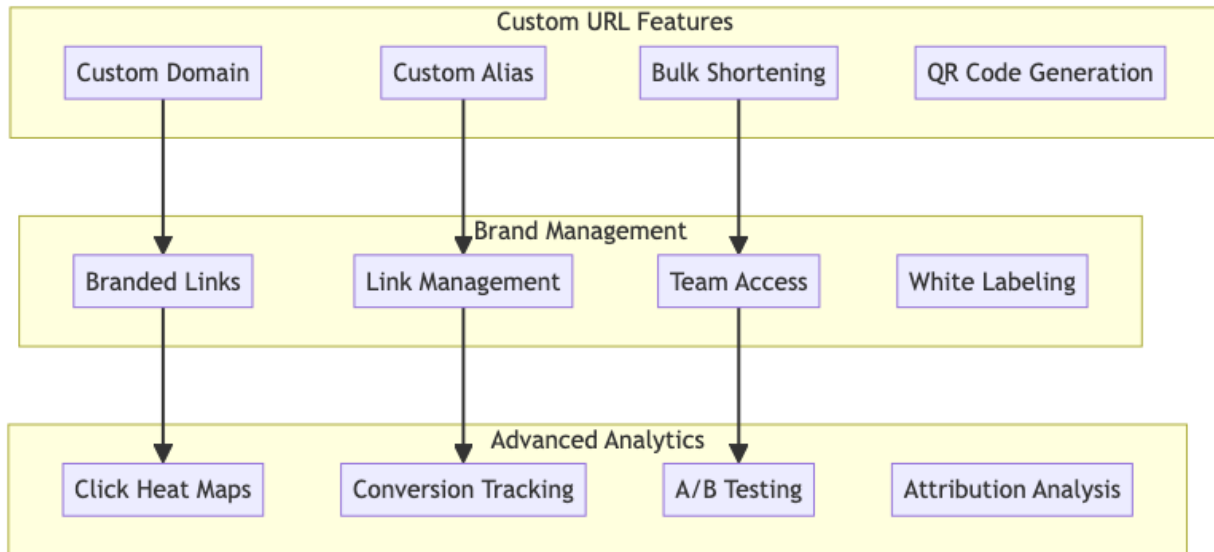 Custom URL Features
Custom Domain
Custom Alias
Bulk Shortening
QR Code Generation
Brand Management
Branded Links
Link Management
Team Access
White Labeling
Advanced Analytics
Click Heat Maps
Conversion Tracking
A/B Testing
Attribution Analysis